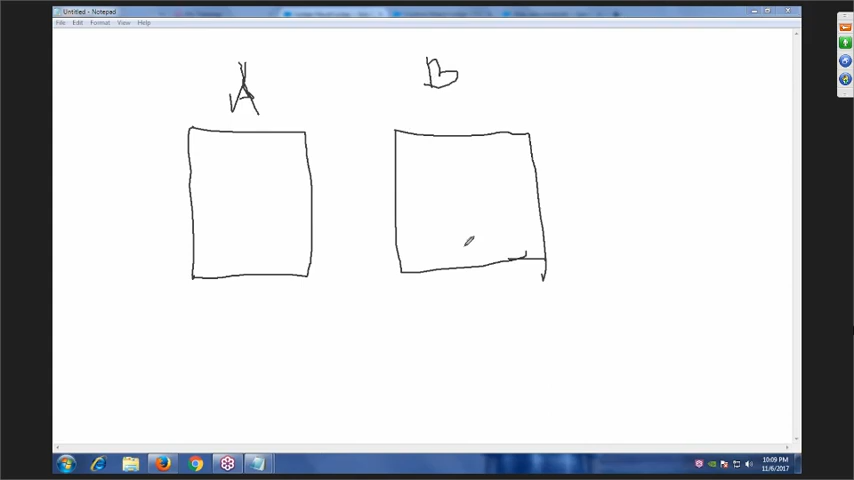 Untitled - Notepad
File Edit Format View Help
A B
10:09 PM
11/6/2017